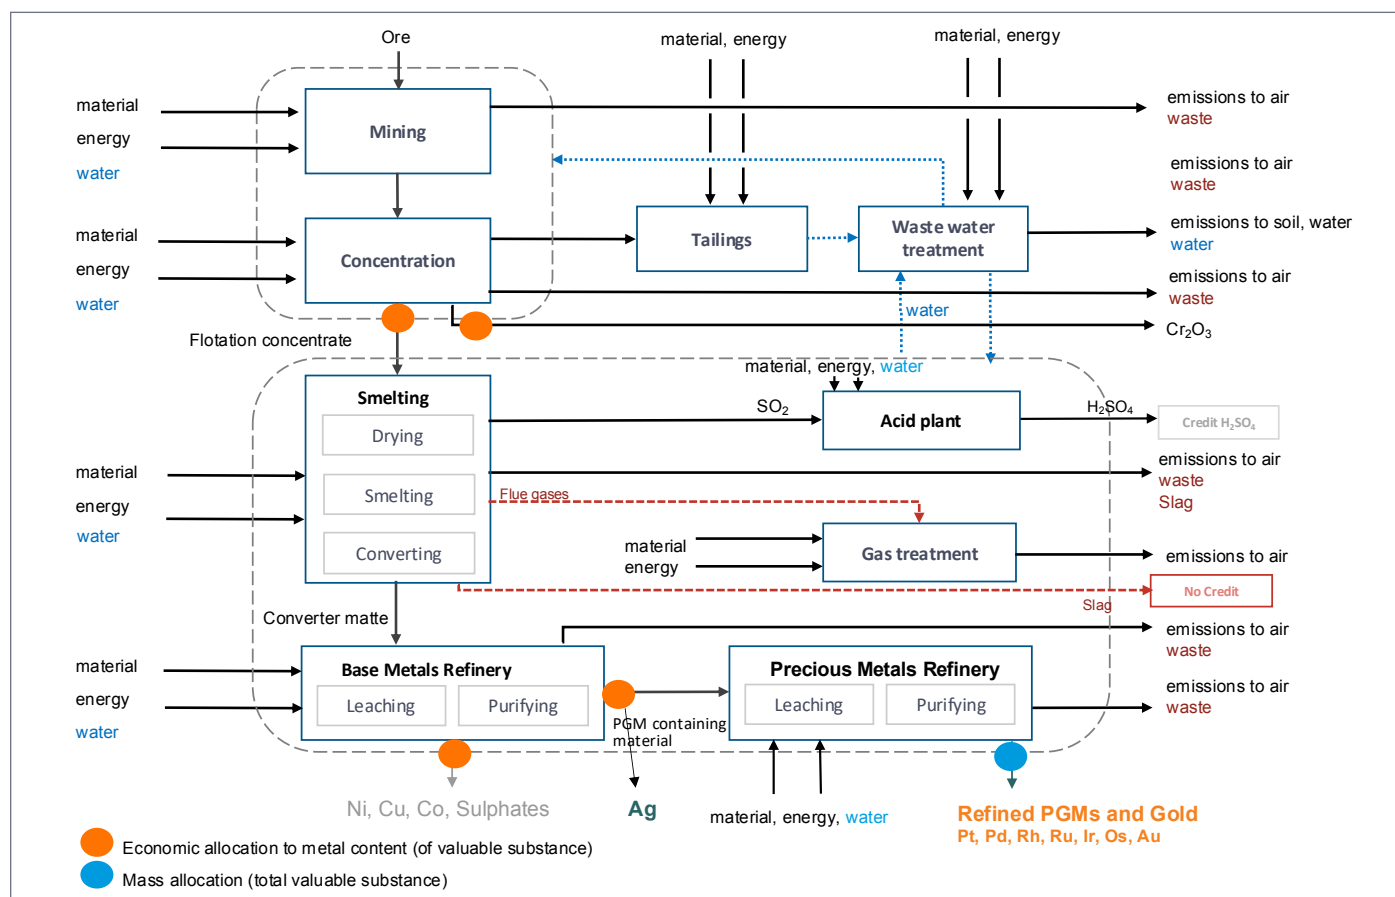 Ore
material, energy
material, energy
material
energy
water
Mining
emissions to air
waste
emissions to air
waste
material
energy
water
Concentration
Tailings
Waste water
treatment
emissions to soil, water
water
emissions to air
waste
water
Cr₂O₃
Flotation concentrate
material, energy, water
Smelting
Drying
Smelting
Converting
SO₂
Acid plant
H₂SO₄
Credit H₂SO₄
material
energy
water
emissions to air
waste
Slag
Flue gases
material
energy
Gas treatment
emissions to air
No Credit
Slag
Converter matte
emissions to air
waste
material
energy
water
Base Metals Refinery
Leaching
Purifying
PGM containing
material
Precious Metals Refinery
Leaching
Purifying
emissions to air
waste
Ni, Cu, Co, Sulphates
Ag
material, energy, water
Refined PGMs and Gold
Pt, Pd, Rh, Ru, Ir, Os, Au
Economic allocation to metal content (of valuable substance)
Mass allocation (total valuable substance)